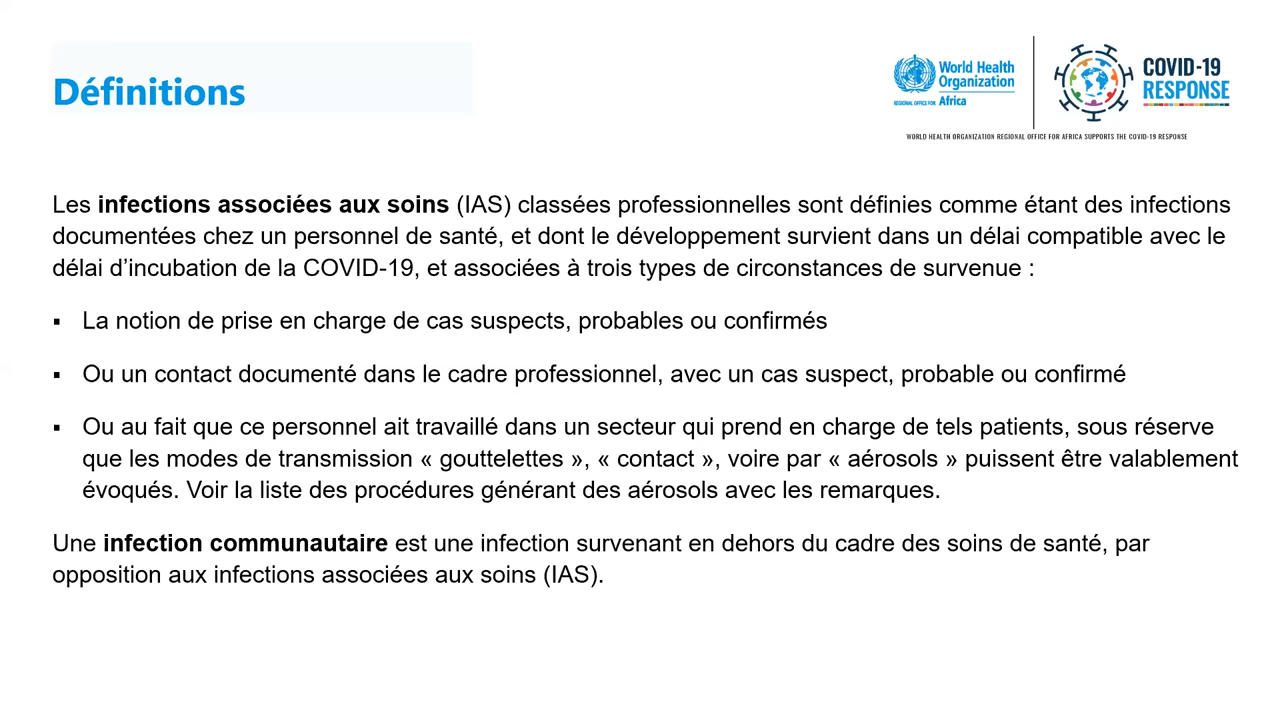 Définitions
World Health
Organization
REGIONAL OFFICE FOR Africa
COVID-19
RESPONSE
WORLD HEALTH ORGANIZATION REGIONAL OFFICE FOR AFRICA SUPPORTS THE COVID-19 RESPONSE
Les infections associées aux soins (IAS) classées professionnelles sont définies comme étant des infections
documentées chez un personnel de santé, et dont le développement survient dans un délai compatible avec le
délai d’incubation de la COVID-19, et associées à trois types de circonstances de survenue :
▪ La notion de prise en charge de cas suspects, probables ou confirmés
▪ Ou un contact documenté dans le cadre professionnel, avec un cas suspect, probable ou confirmé
▪ Ou au fait que ce personnel ait travaillé dans un secteur qui prend en charge de tels patients, sous réserve
que les modes de transmission « gouttelettes », « contact », voire par « aérosols » puissent être valablement
évoqués. Voir la liste des procédures générant des aérosols avec les remarques.
Une infection communautaire est une infection survenant en dehors du cadre des soins de santé, par
opposition aux infections associées aux soins (IAS).